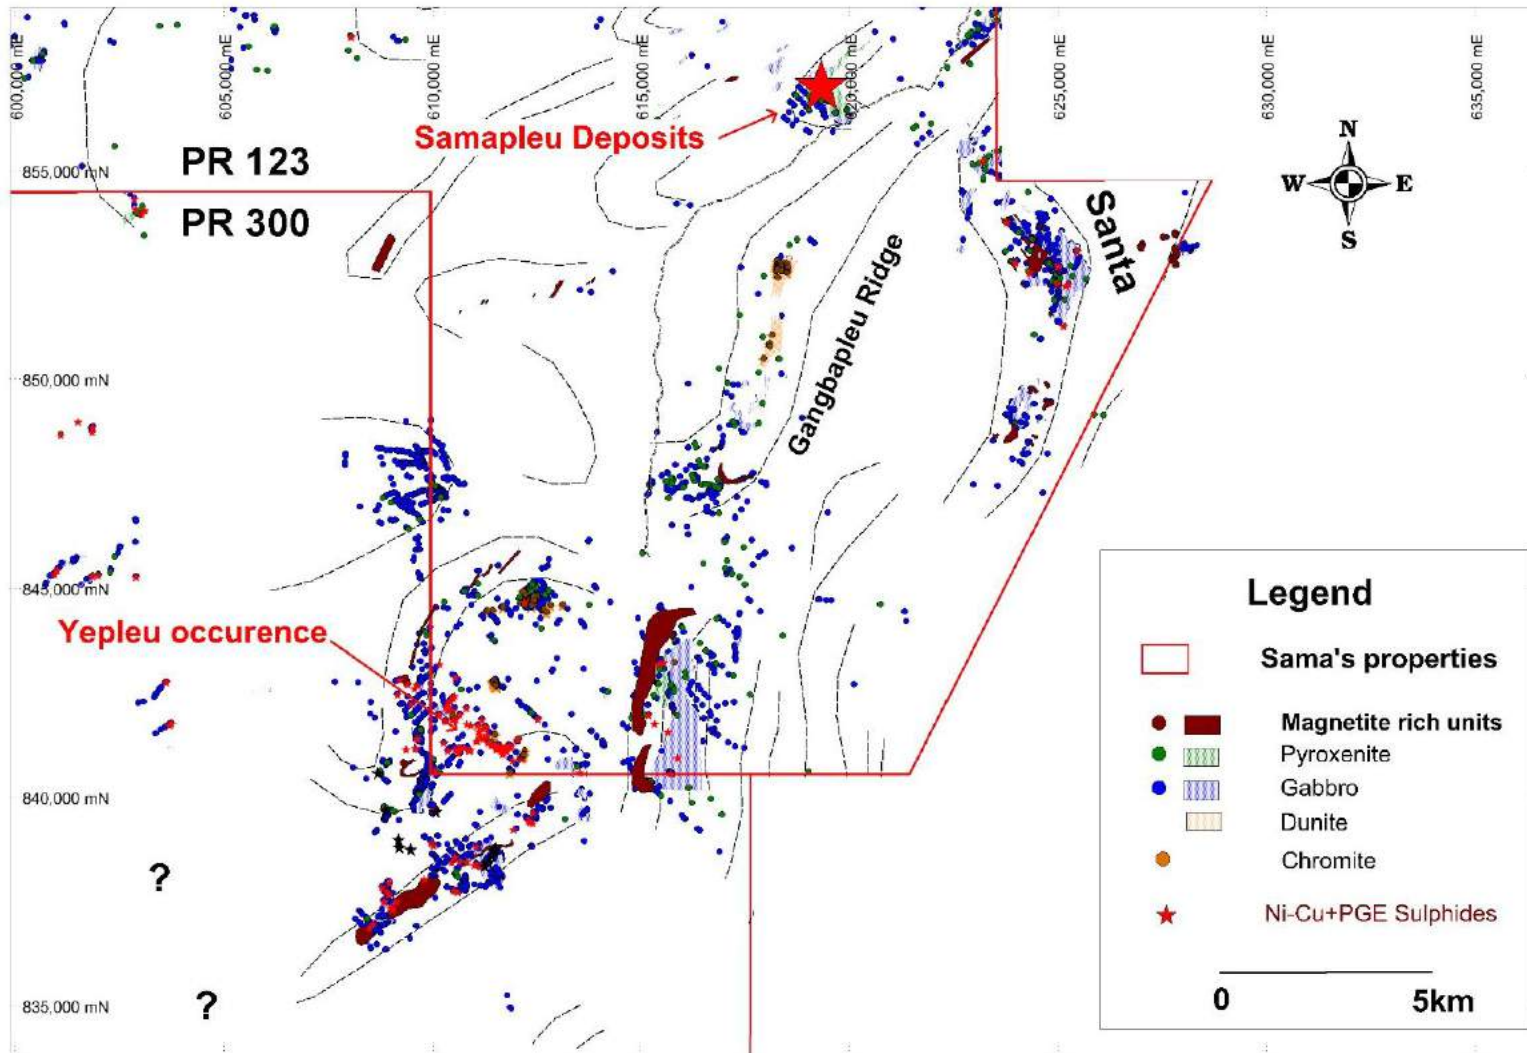 600,000 mE
605,000 mE
610,000 mE
615,000 mE
620,000 mE
625,000 mE
630,000 mE
635,000 mE
Samapleu Deposits
N
W
E
S
855,000 mN
PR 123
PR 300
Santa
Gangbapleu Ridge
850,000 mN
845,000 mN
Yepleu occurence
840,000 mN
?
?
835,000 mN
Legend
Sama's properties
Magnetite rich units
Pyroxenite
Gabbro
Dunite
Chromite
Ni-Cu+PGE Sulphides
0
5km